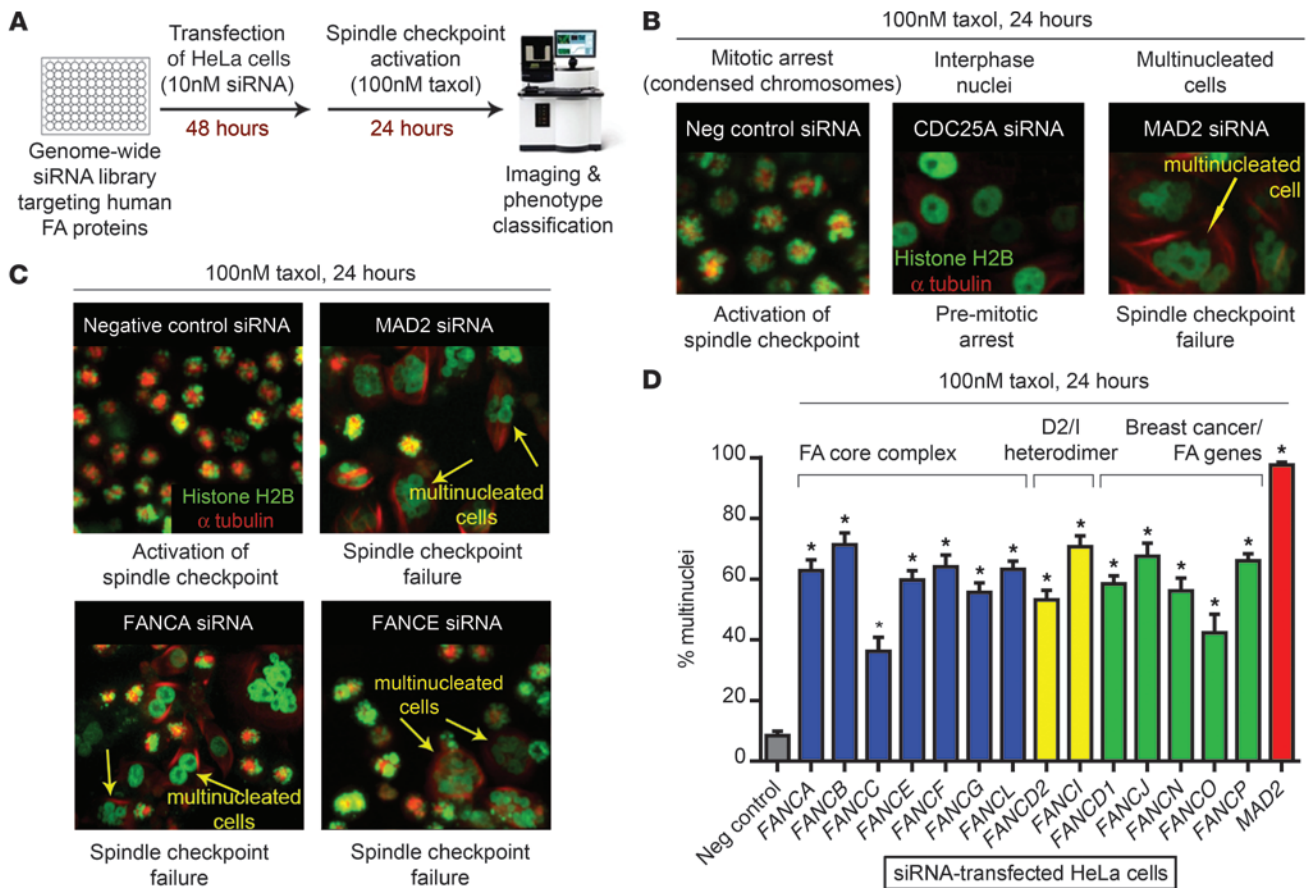 A
Transfection
of HeLa cells
(10nM siRNA)
48 hours
Spindle checkpoint
activation
(100nM taxol)
24 hours
Genome-wide
siRNA library
targeting human
FA proteins
Imaging &
phenotype
classification
B
100nM taxol, 24 hours
Mitotic arrest
(condensed chromosomes)
Interphase
nuclei
Multinucleated
cells
Neg control siRNA
CDC25A siRNA
MAD2 siRNA
multinucleated
cell
Histone H2B
α tubulin
Activation of
spindle checkpoint
Pre-mitotic
arrest
Spindle checkpoint
failure
C
100nM taxol, 24 hours
Negative control siRNA
MAD2 siRNA
Histone H2B
α tubulin
multinucleated
cells
Activation of
spindle checkpoint
Spindle checkpoint
failure
FANCA siRNA
FANCE siRNA
multinucleated
cells
multinucleated
cells
Spindle checkpoint
failure
Spindle checkpoint
failure
D
100nM taxol, 24 hours
FA core complex
D2/I
heterodimer
Breast cancer/
FA genes
% multinuclei
100
80
60
40
20
0
* * * * * * * * * * * * * * *
Neg control
FANCA
FANCB
FANCC
FANCE
FANCF
FANCG
FANCL
FANCD2
FANCI
FANCD1
FANCJ
FANCN
FANCO
FANCP
MAD2
siRNA-transfected HeLa cells